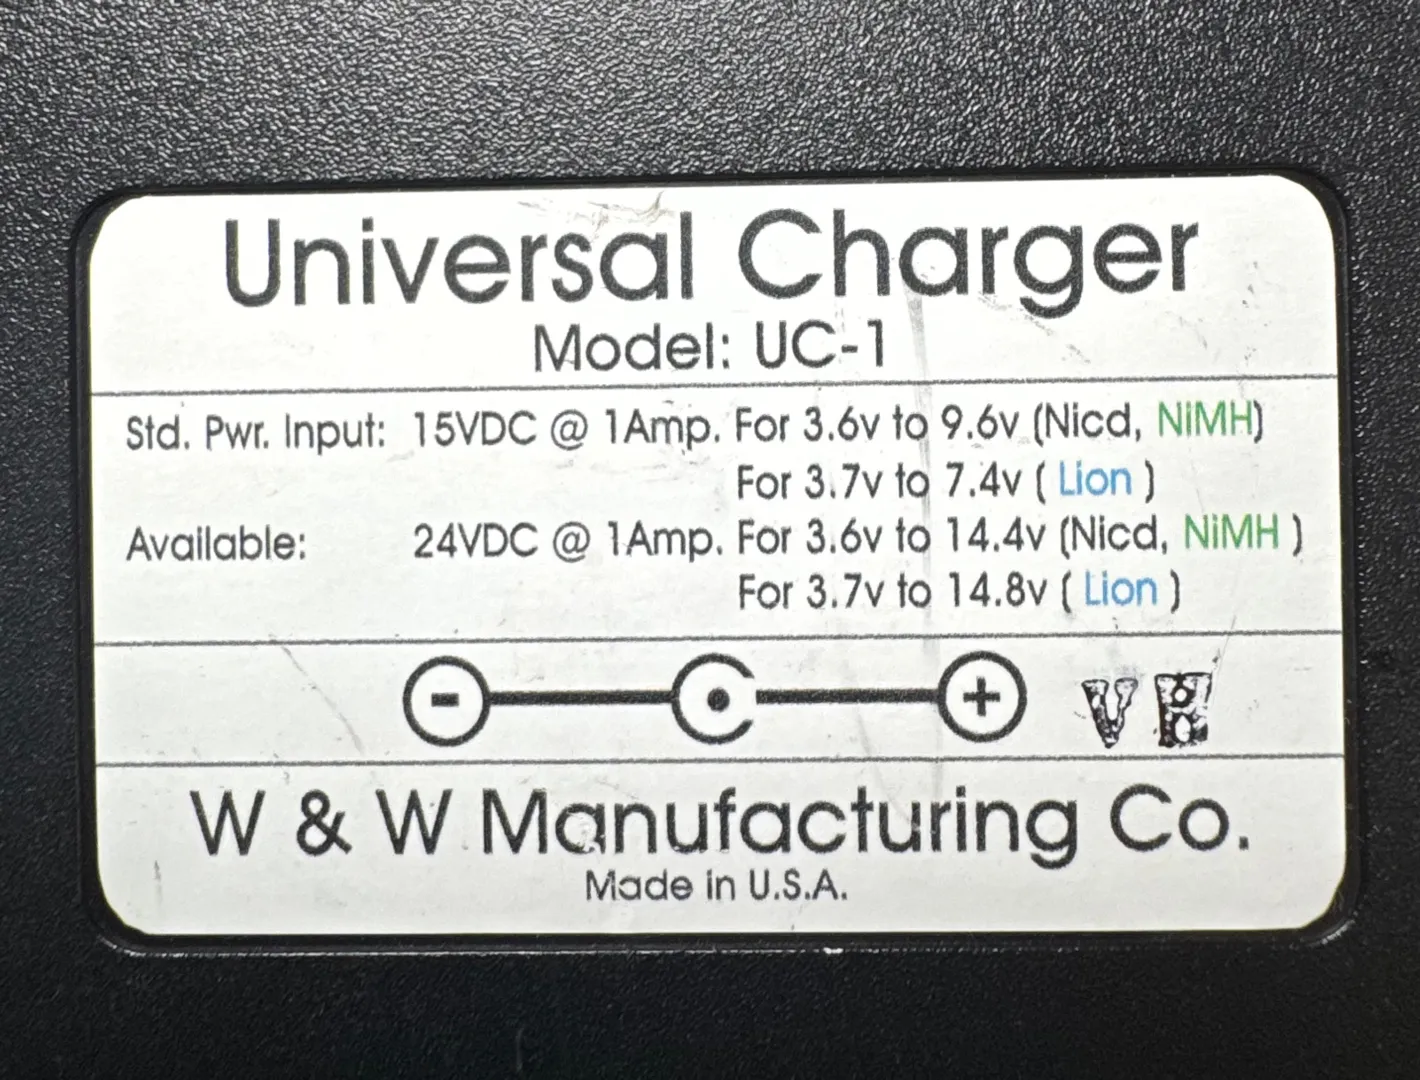 Universal Charger
Model: UC-1
Std. Pwr. Input: 15VDC @ 1Amp. For 3.6v to 9.6v (Nicd, NiMH)
For 3.7v to 7.4v ( Lion )
Available: 24VDC @ 1Amp. For 3.6v to 14.4v (Nicd, NiMH )
For 3.7v to 14.8v ( Lion )
- +
W & W Manufacturing Co.
Made in U.S.A.